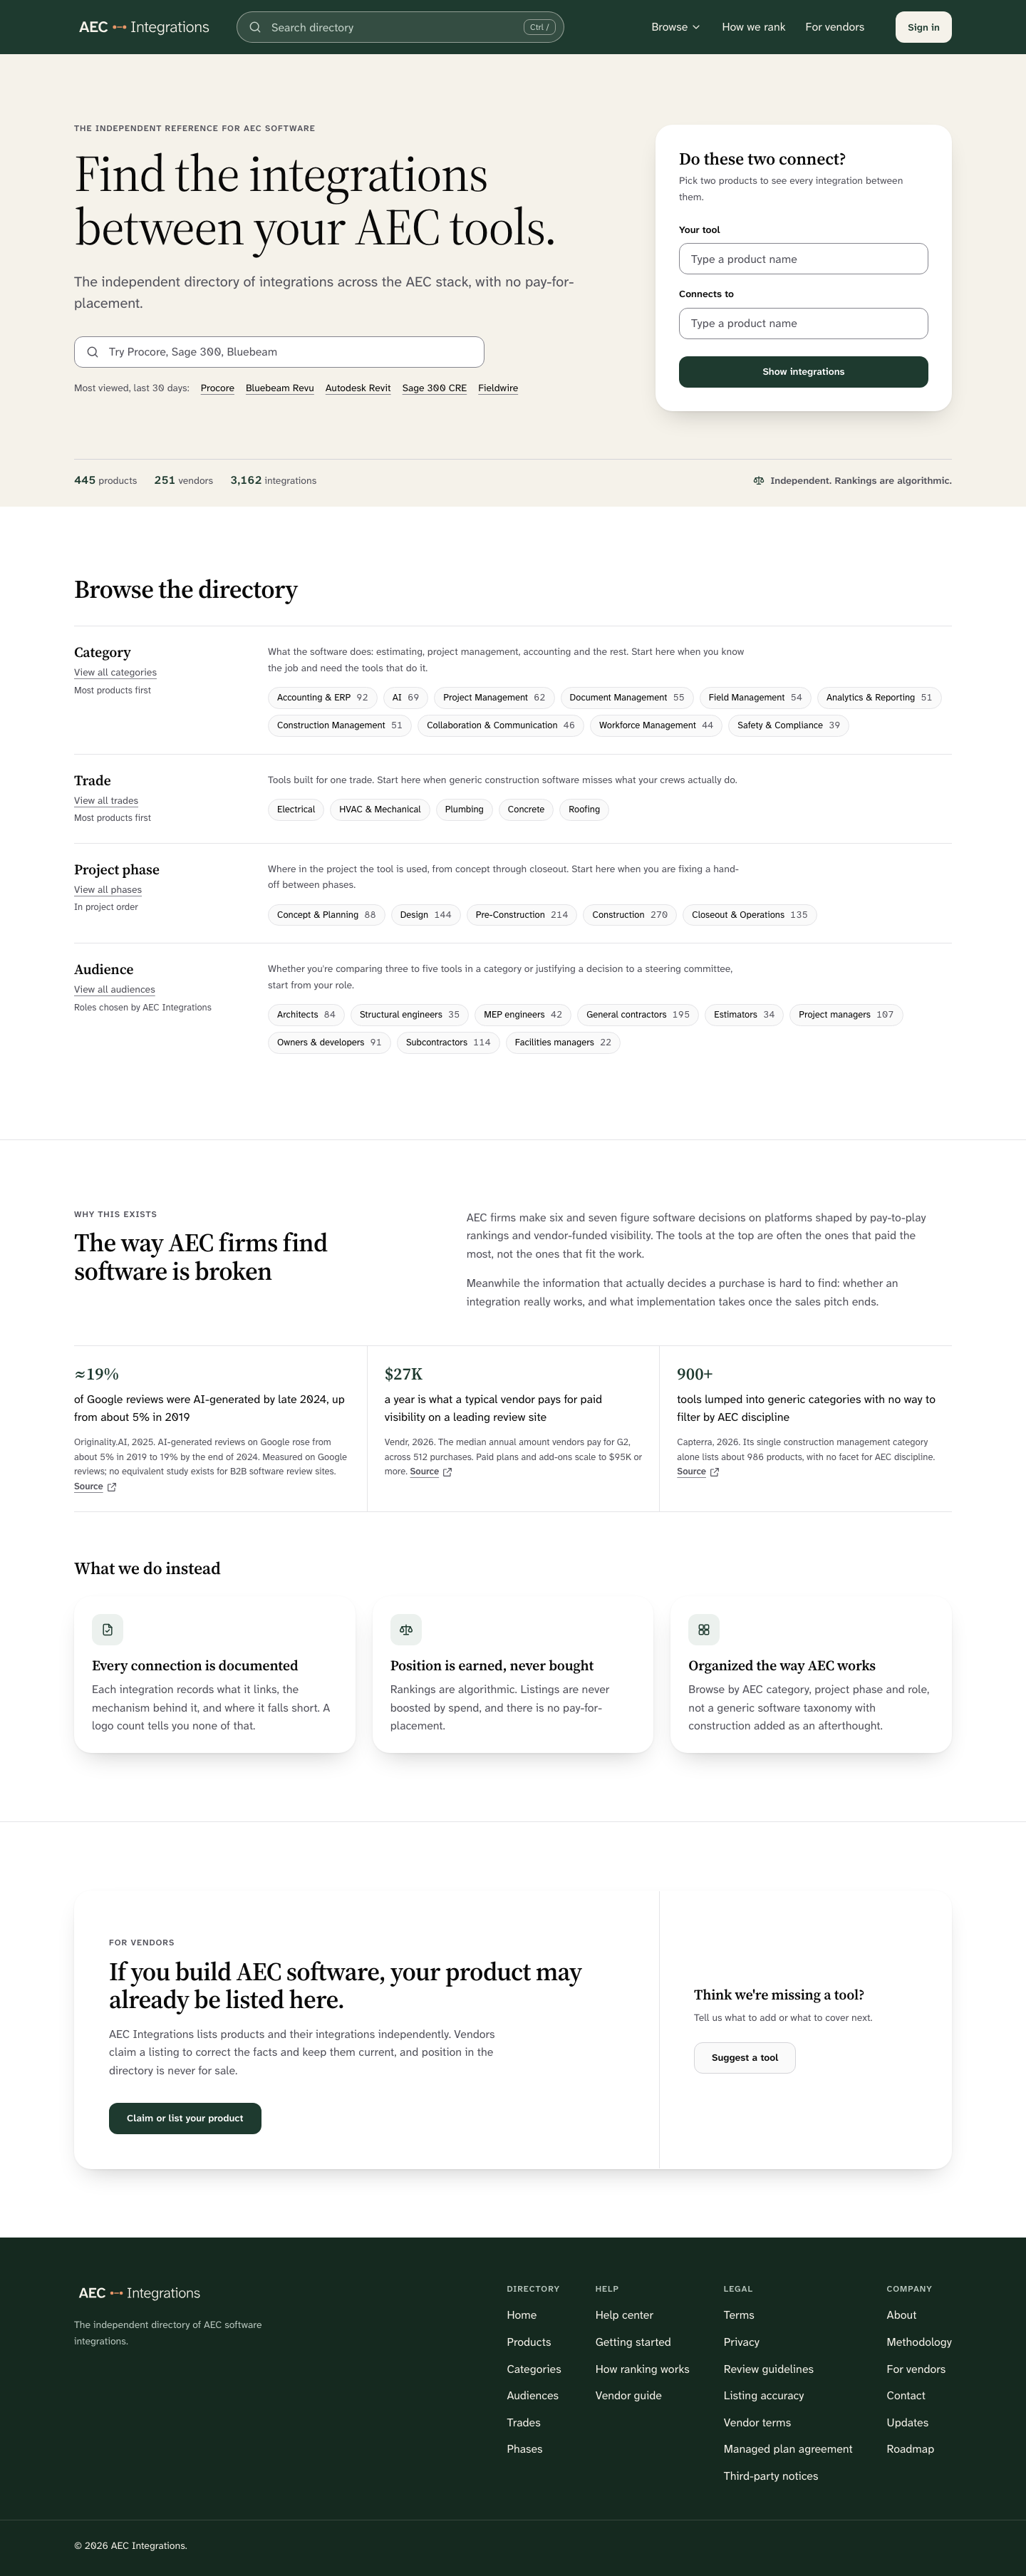 AEC Integrations
Search directory
Ctrl /
Browse
How we rank
For vendors
Sign in
THE INDEPENDENT REFERENCE FOR AEC SOFTWARE
Find the integrations
between your AEC tools.
The independent directory of integrations across the AEC stack, with no pay-for-
placement.
Try Procore, Sage 300, Bluebeam
Most viewed, last 30 days: Procore Bluebeam Revu Autodesk Revit Sage 300 CRE Fieldwire
Do these two connect?
Pick two products to see every integration between
them.
Your tool
Type a product name
Connects to
Type a product name
Show integrations
445 products 251 vendors 3,162 integrations
Independent. Rankings are algorithmic.
Browse the directory
Category
View all categories
Most products first
What the software does: estimating, project management, accounting and the rest. Start here when you know
the job and need the tools that do it.
Accounting & ERP 92 AI 69 Project Management 62 Document Management 55 Field Management 54 Analytics & Reporting 51
Construction Management 51 Collaboration & Communication 46 Workforce Management 44 Safety & Compliance 39
Trade
View all trades
Most products first
Tools built for one trade. Start here when generic construction software misses what your crews actually do.
Electrical HVAC & Mechanical Plumbing Concrete Roofing
Project phase
View all phases
In project order
Where in the project the tool is used, from concept through closeout. Start here when you are fixing a hand-
off between phases.
Concept & Planning 88 Design 144 Pre-Construction 214 Construction 270 Closeout & Operations 135
Audience
View all audiences
Roles chosen by AEC Integrations
Whether you're comparing three to five tools in a category or justifying a decision to a steering committee,
start from your role.
Architects 84 Structural engineers 35 MEP engineers 42 General contractors 195 Estimators 34 Project managers 107
Owners & developers 91 Subcontractors 114 Facilities managers 22
WHY THIS EXISTS
The way AEC firms find
software is broken
AEC firms make six and seven figure software decisions on platforms shaped by pay-to-play
rankings and vendor-funded visibility. The tools at the top are often the ones that paid the
most, not the ones that fit the work.
Meanwhile the information that actually decides a purchase is hard to find: whether an
integration really works, and what implementation takes once the sales pitch ends.
≈19%
of Google reviews were AI-generated by late 2024, up
from about 5% in 2019
Originality.AI, 2025. AI-generated reviews on Google rose from
about 5% in 2019 to 19% by the end of 2024. Measured on Google
reviews; no equivalent study exists for B2B software review sites.
Source
$27K
a year is what a typical vendor pays for paid
visibility on a leading review site
Vendr, 2026. The median annual amount vendors pay for G2,
across 512 purchases. Paid plans and add-ons scale to $95K or
more. Source
900+
tools lumped into generic categories with no way to
filter by AEC discipline
Capterra, 2026. Its single construction management category
alone lists about 986 products, with no facet for AEC discipline.
Source
What we do instead
Every connection is documented
Each integration records what it links, the
mechanism behind it, and where it falls short. A
logo count tells you none of that.
Position is earned, never bought
Rankings are algorithmic. Listings are never
boosted by spend, and there is no pay-for-
placement.
Organized the way AEC works
Browse by AEC category, project phase and role,
not a generic software taxonomy with
construction added as an afterthought.
FOR VENDORS
If you build AEC software, your product may
already be listed here.
AEC Integrations lists products and their integrations independently. Vendors
claim a listing to correct the facts and keep them current, and position in the
directory is never for sale.
Claim or list your product
Think we're missing a tool?
Tell us what to add or what to cover next.
Suggest a tool
AEC Integrations
The independent directory of AEC software
integrations.
DIRECTORY
Home
Products
Categories
Audiences
Trades
Phases
HELP
Help center
Getting started
How ranking works
Vendor guide
LEGAL
Terms
Privacy
Review guidelines
Listing accuracy
Vendor terms
Managed plan agreement
Third-party notices
COMPANY
About
Methodology
For vendors
Contact
Updates
Roadmap
© 2026 AEC Integrations.